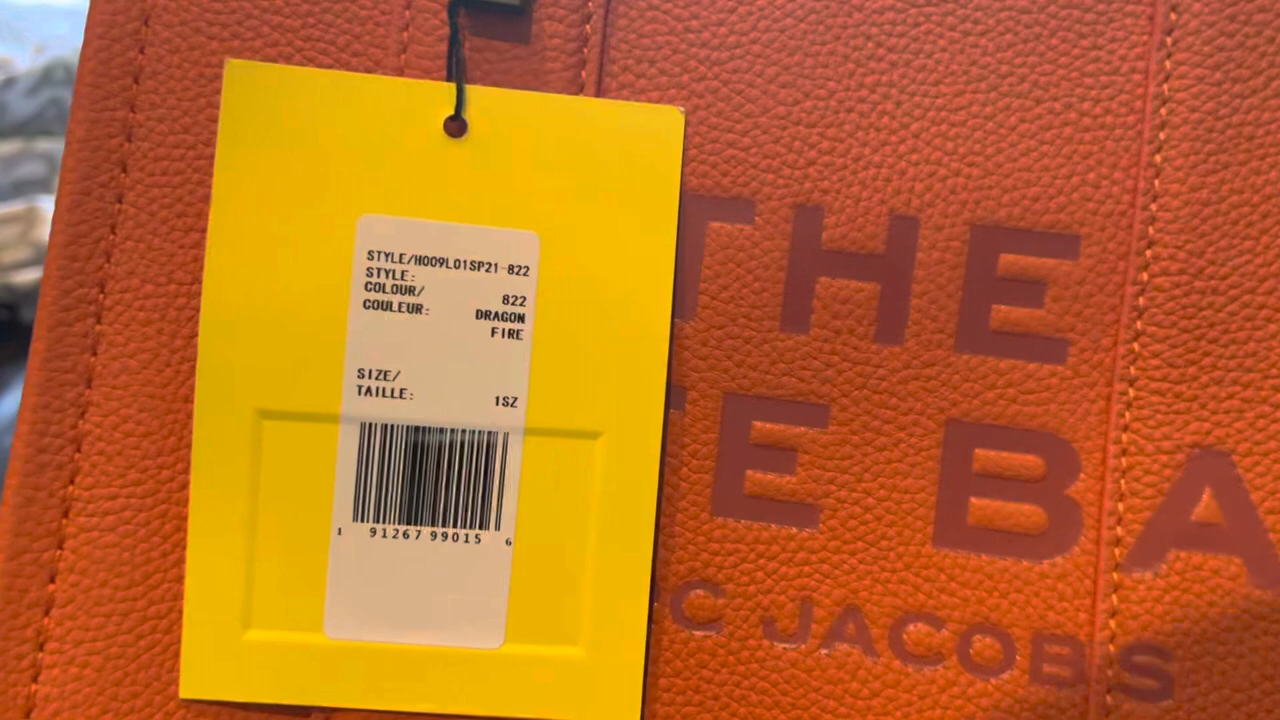 STYLE/H009L01SP21-822
STYLE:
COLOUR/ 822
COULEUR: DRAGON
FIRE
SIZE/
TAILLE: 1SZ
1 91267 99015 6
THE
TE BA
C JACOBS